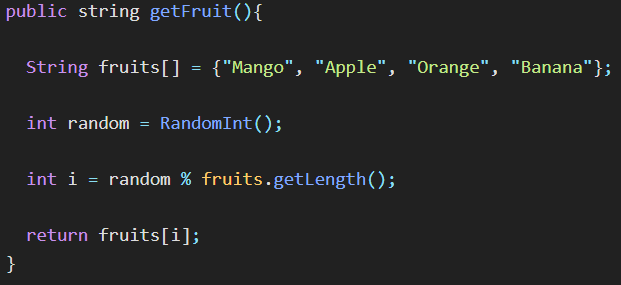 public string getFruit(){
String fruits[] = {"Mango", "Apple", "Orange", "Banana"};
int random = RandomInt();
int i = random % fruits.getLength();
return fruits[i];
}